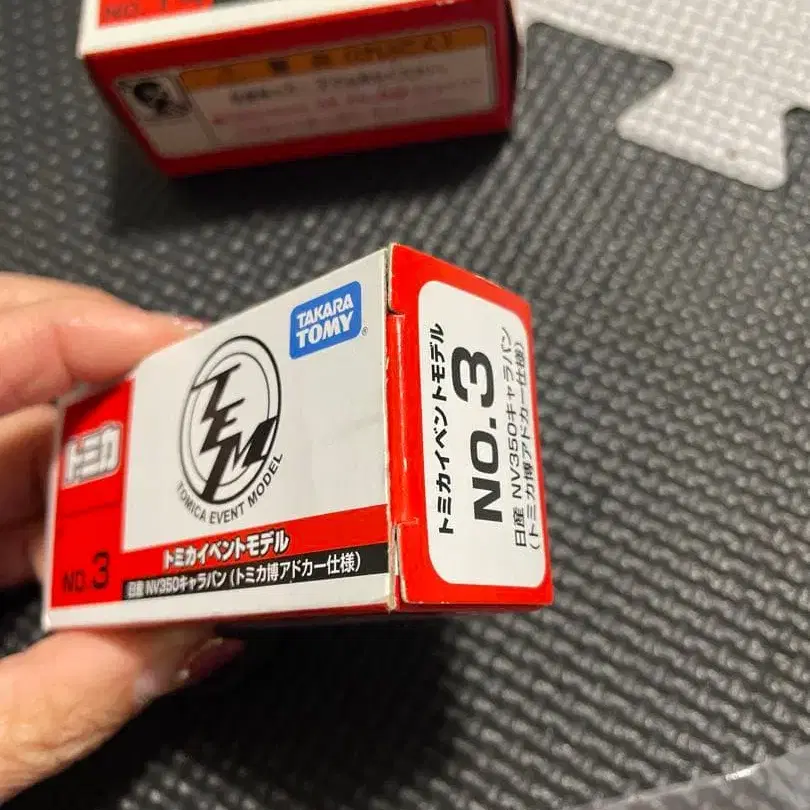 NO. 14
警告
TAKARA
TOMY
TEM
TOMICA EVENT MODEL
トミカ
NO. 3
トミカイベントモデル
日産 NV350キャラバン (トミカ博アドカー仕様)
トミカイベントモデル
NO. 3
日産 NV350キャラバン
(トミカ博アドカー仕様)